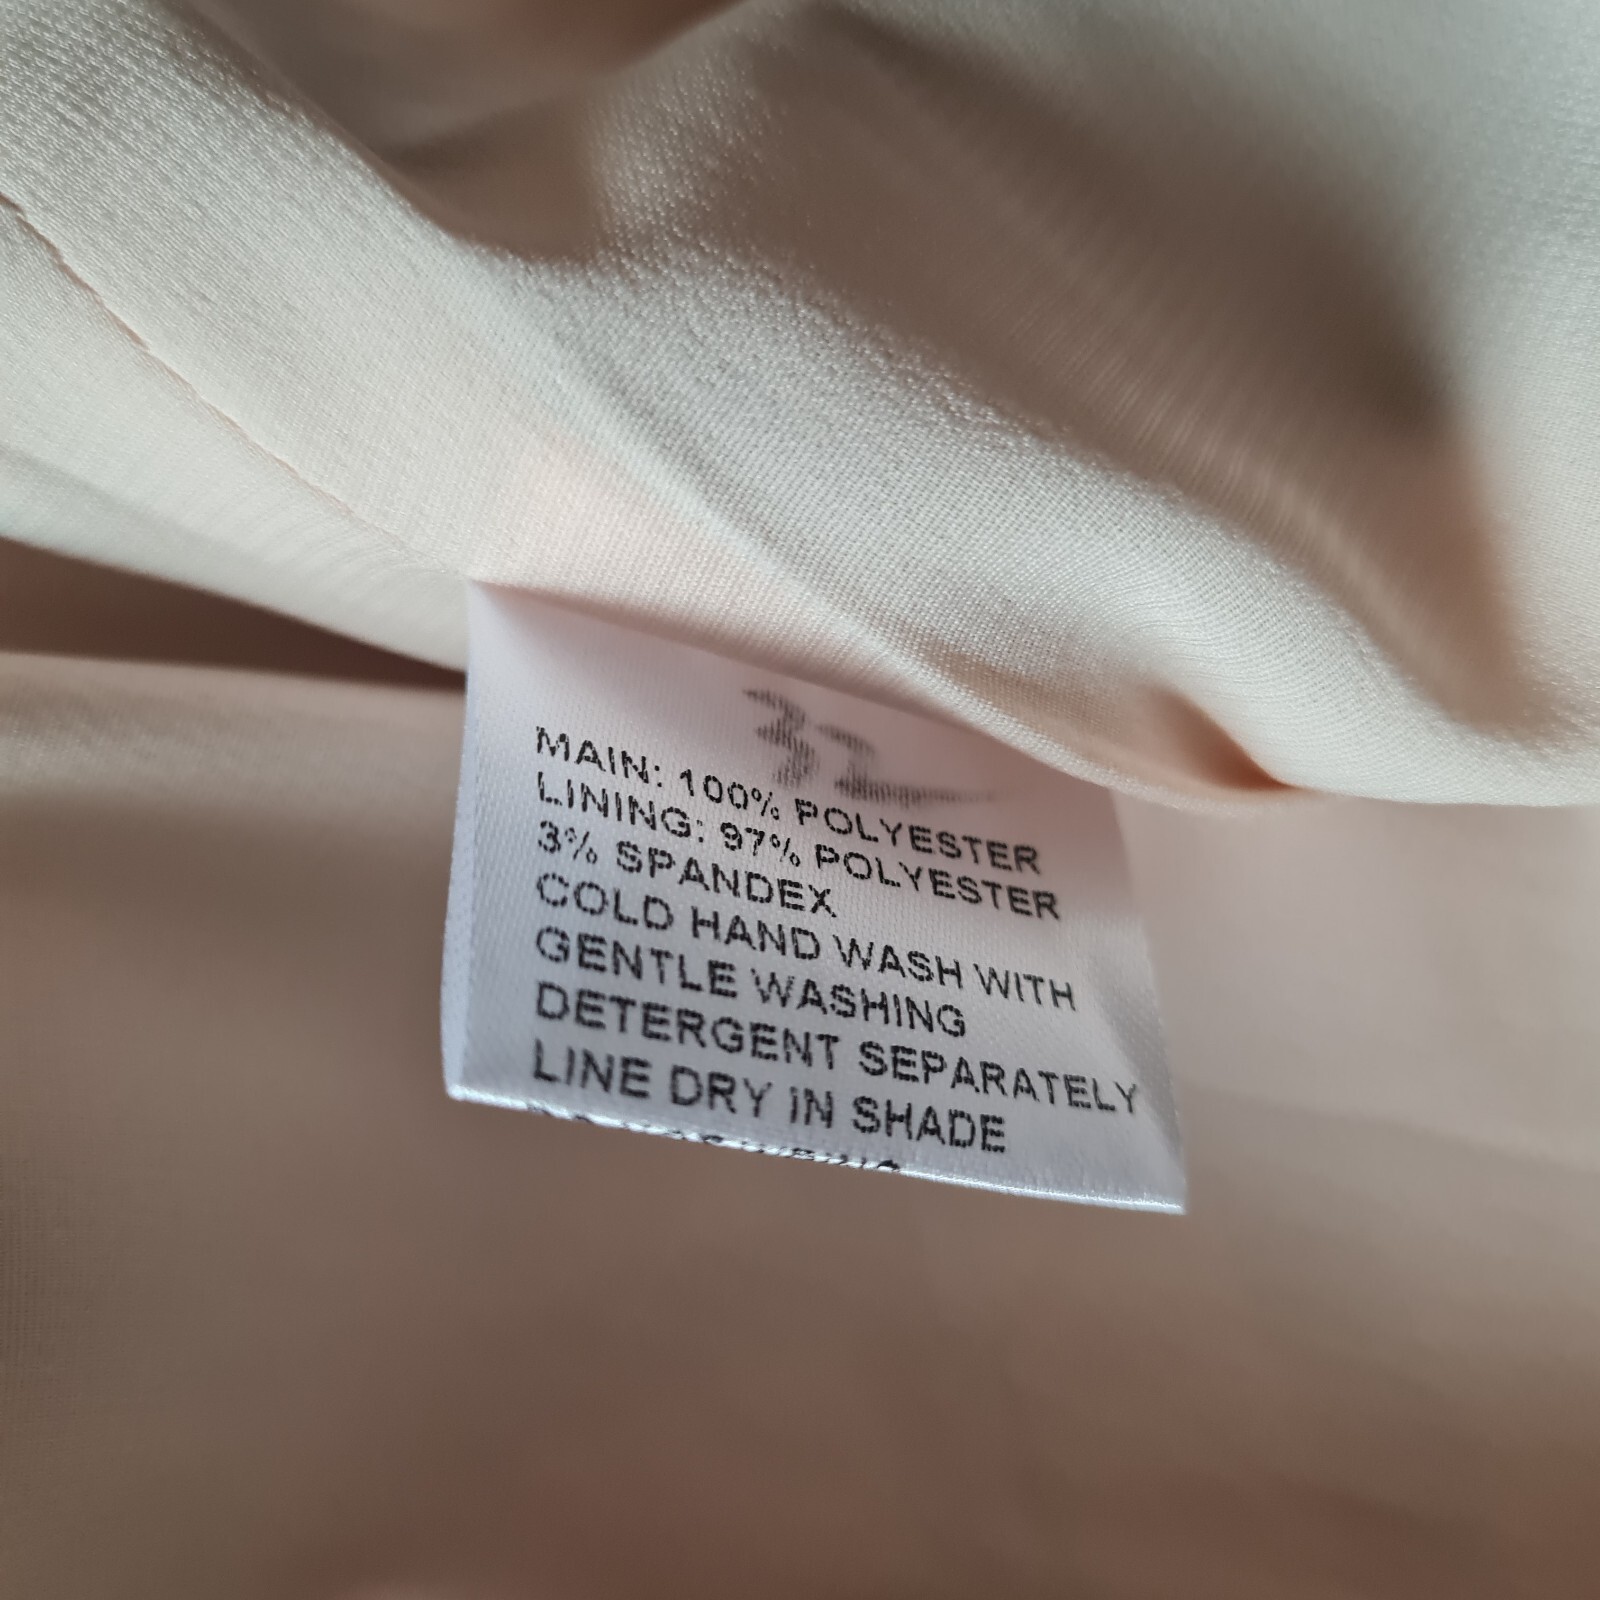 32
MAIN: 100% POLYESTER
LINING: 97% POLYESTER
3% SPANDEX
COLD HAND WASH WITH
GENTLE WASHING
DETERGENT SEPARATELY
LINE DRY IN SHADE